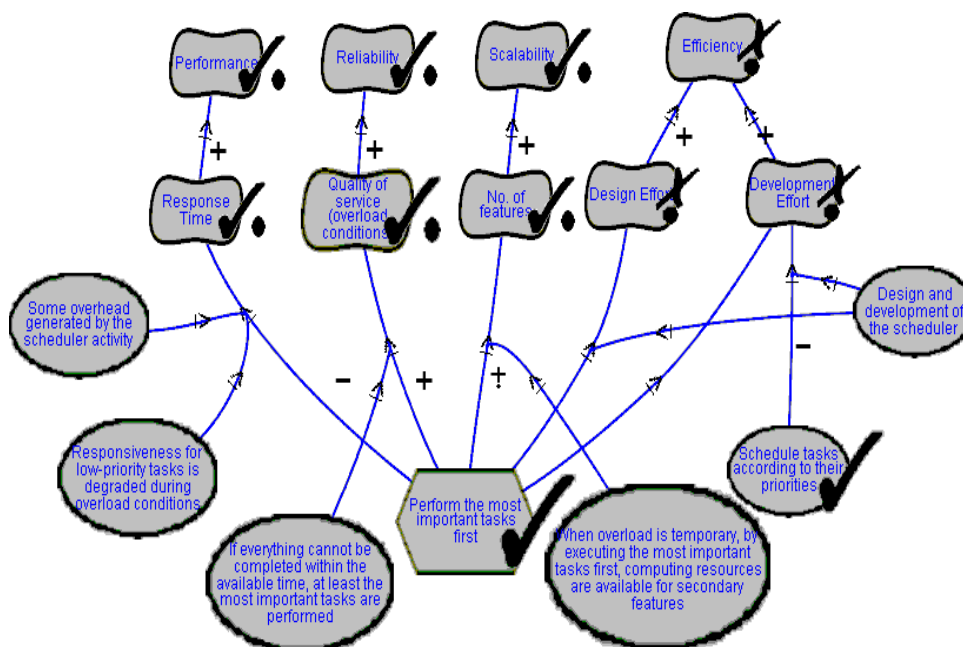 Performance
Reliability
Scalability
Efficiency
+
+
+
+
+
Response
Time
Quality of
service
(overload
conditions
No. of
features
Design Effort
Development
Effort
Some overhead
generated by the
scheduler activity
Design and
development of
the scheduler
–
+
+
–
Responsiveness for
low-priority tasks is
degraded during
overload conditions
Perform the most
important tasks
first
Schedule tasks
according to their
priorities
If everything cannot be
completed within the
available time, at least the
most important tasks are
performed
When overload is temporary, by
executing the most important
tasks first, computing resources
are available for secondary
features